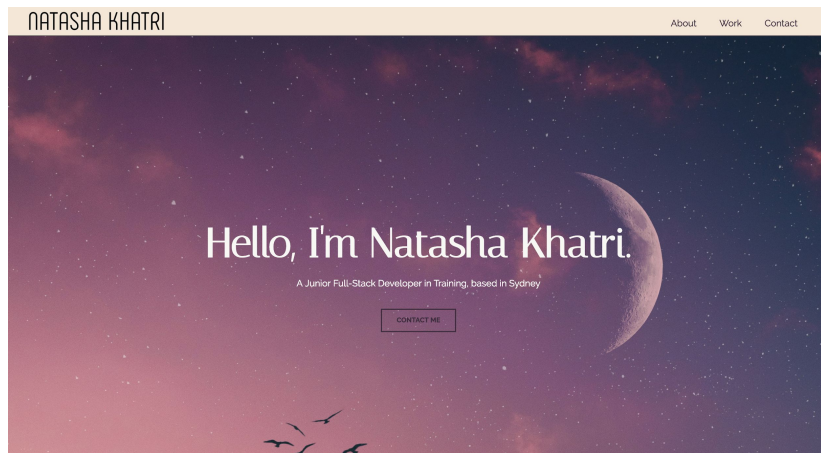 NATASHA KHATRI
About Work Contact
Hello, I'm Natasha Khatri.
A Junior Full-Stack Developer in Training, based in Sydney
CONTACT ME